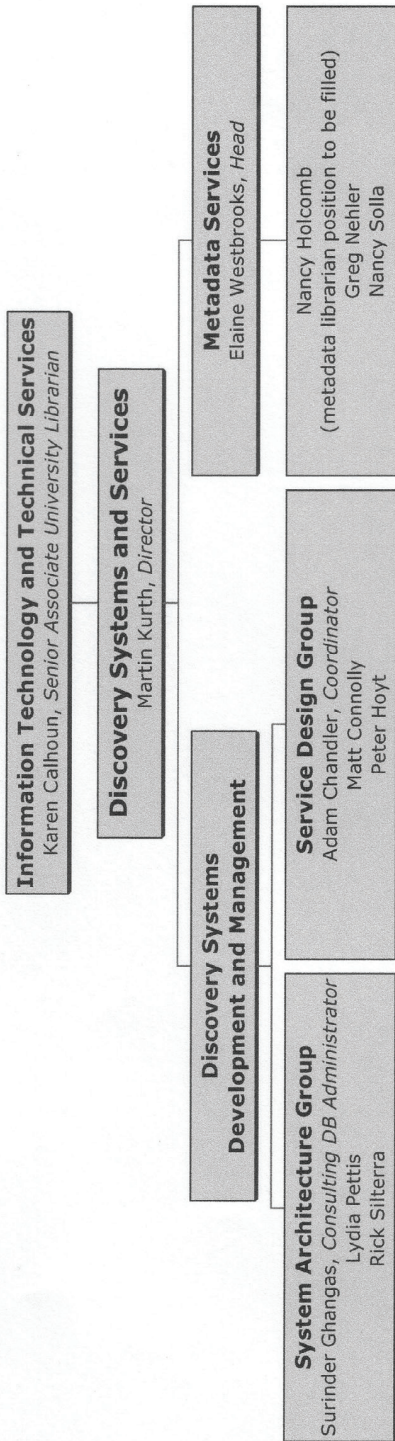 Information Technology and Technical Services
Karen Calhoun, Senior Associate University Librarian
Discovery Systems and Services
Martin Kurth, Director
Discovery Systems
Development and Management
Metadata Services
Elaine Westbrooks, Head
System Architecture Group
Surinder Ghangas, Consulting DB Administrator
Lydia Pettis
Rick Silterra
Service Design Group
Adam Chandler, Coordinator
Matt Connolly
Peter Hoyt
Nancy Holcomb
(metadata librarian position to be filled)
Greg Nehler
Nancy Solla